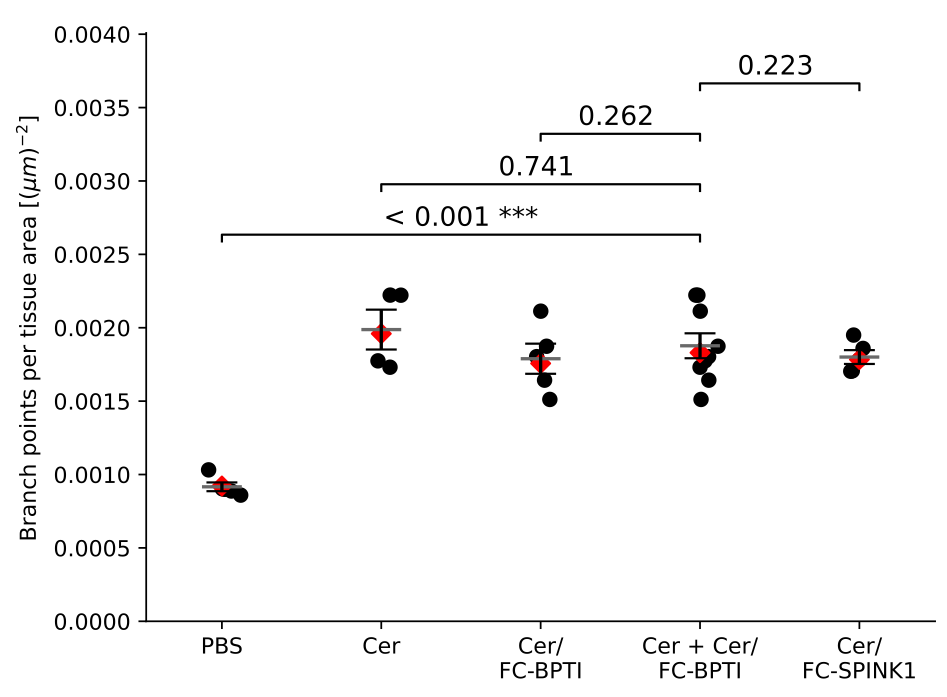 0.0040
0.0035
0.0030
0.0025
0.0020
0.0015
0.0010
0.0005
0.0000
Branch points per tissue area [(μm)⁻²]
0.223
0.262
0.741
< 0.001 ***
PBS
Cer
Cer/
FC-BPTI
Cer + Cer/
FC-BPTI
Cer/
FC-SPINK1